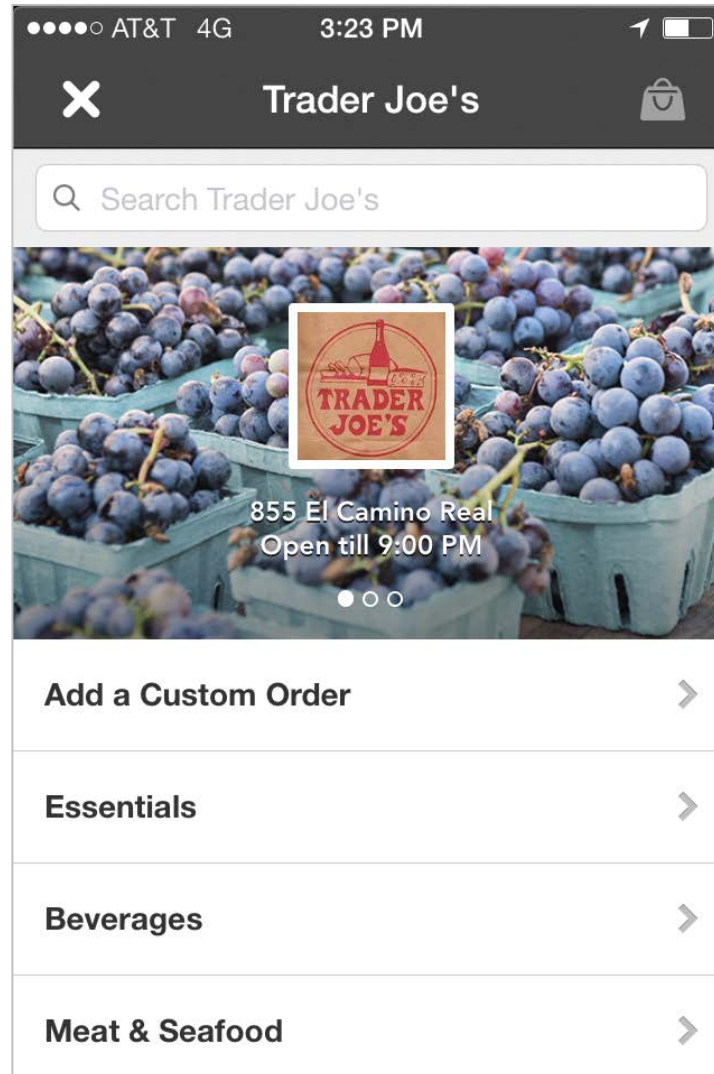 AT&T 4G 3:23 PM
Trader Joe's
Search Trader Joe's
TRADER
JOE'S
855 El Camino Real
Open till 9:00 PM
Add a Custom Order
Essentials
Beverages
Meat & Seafood